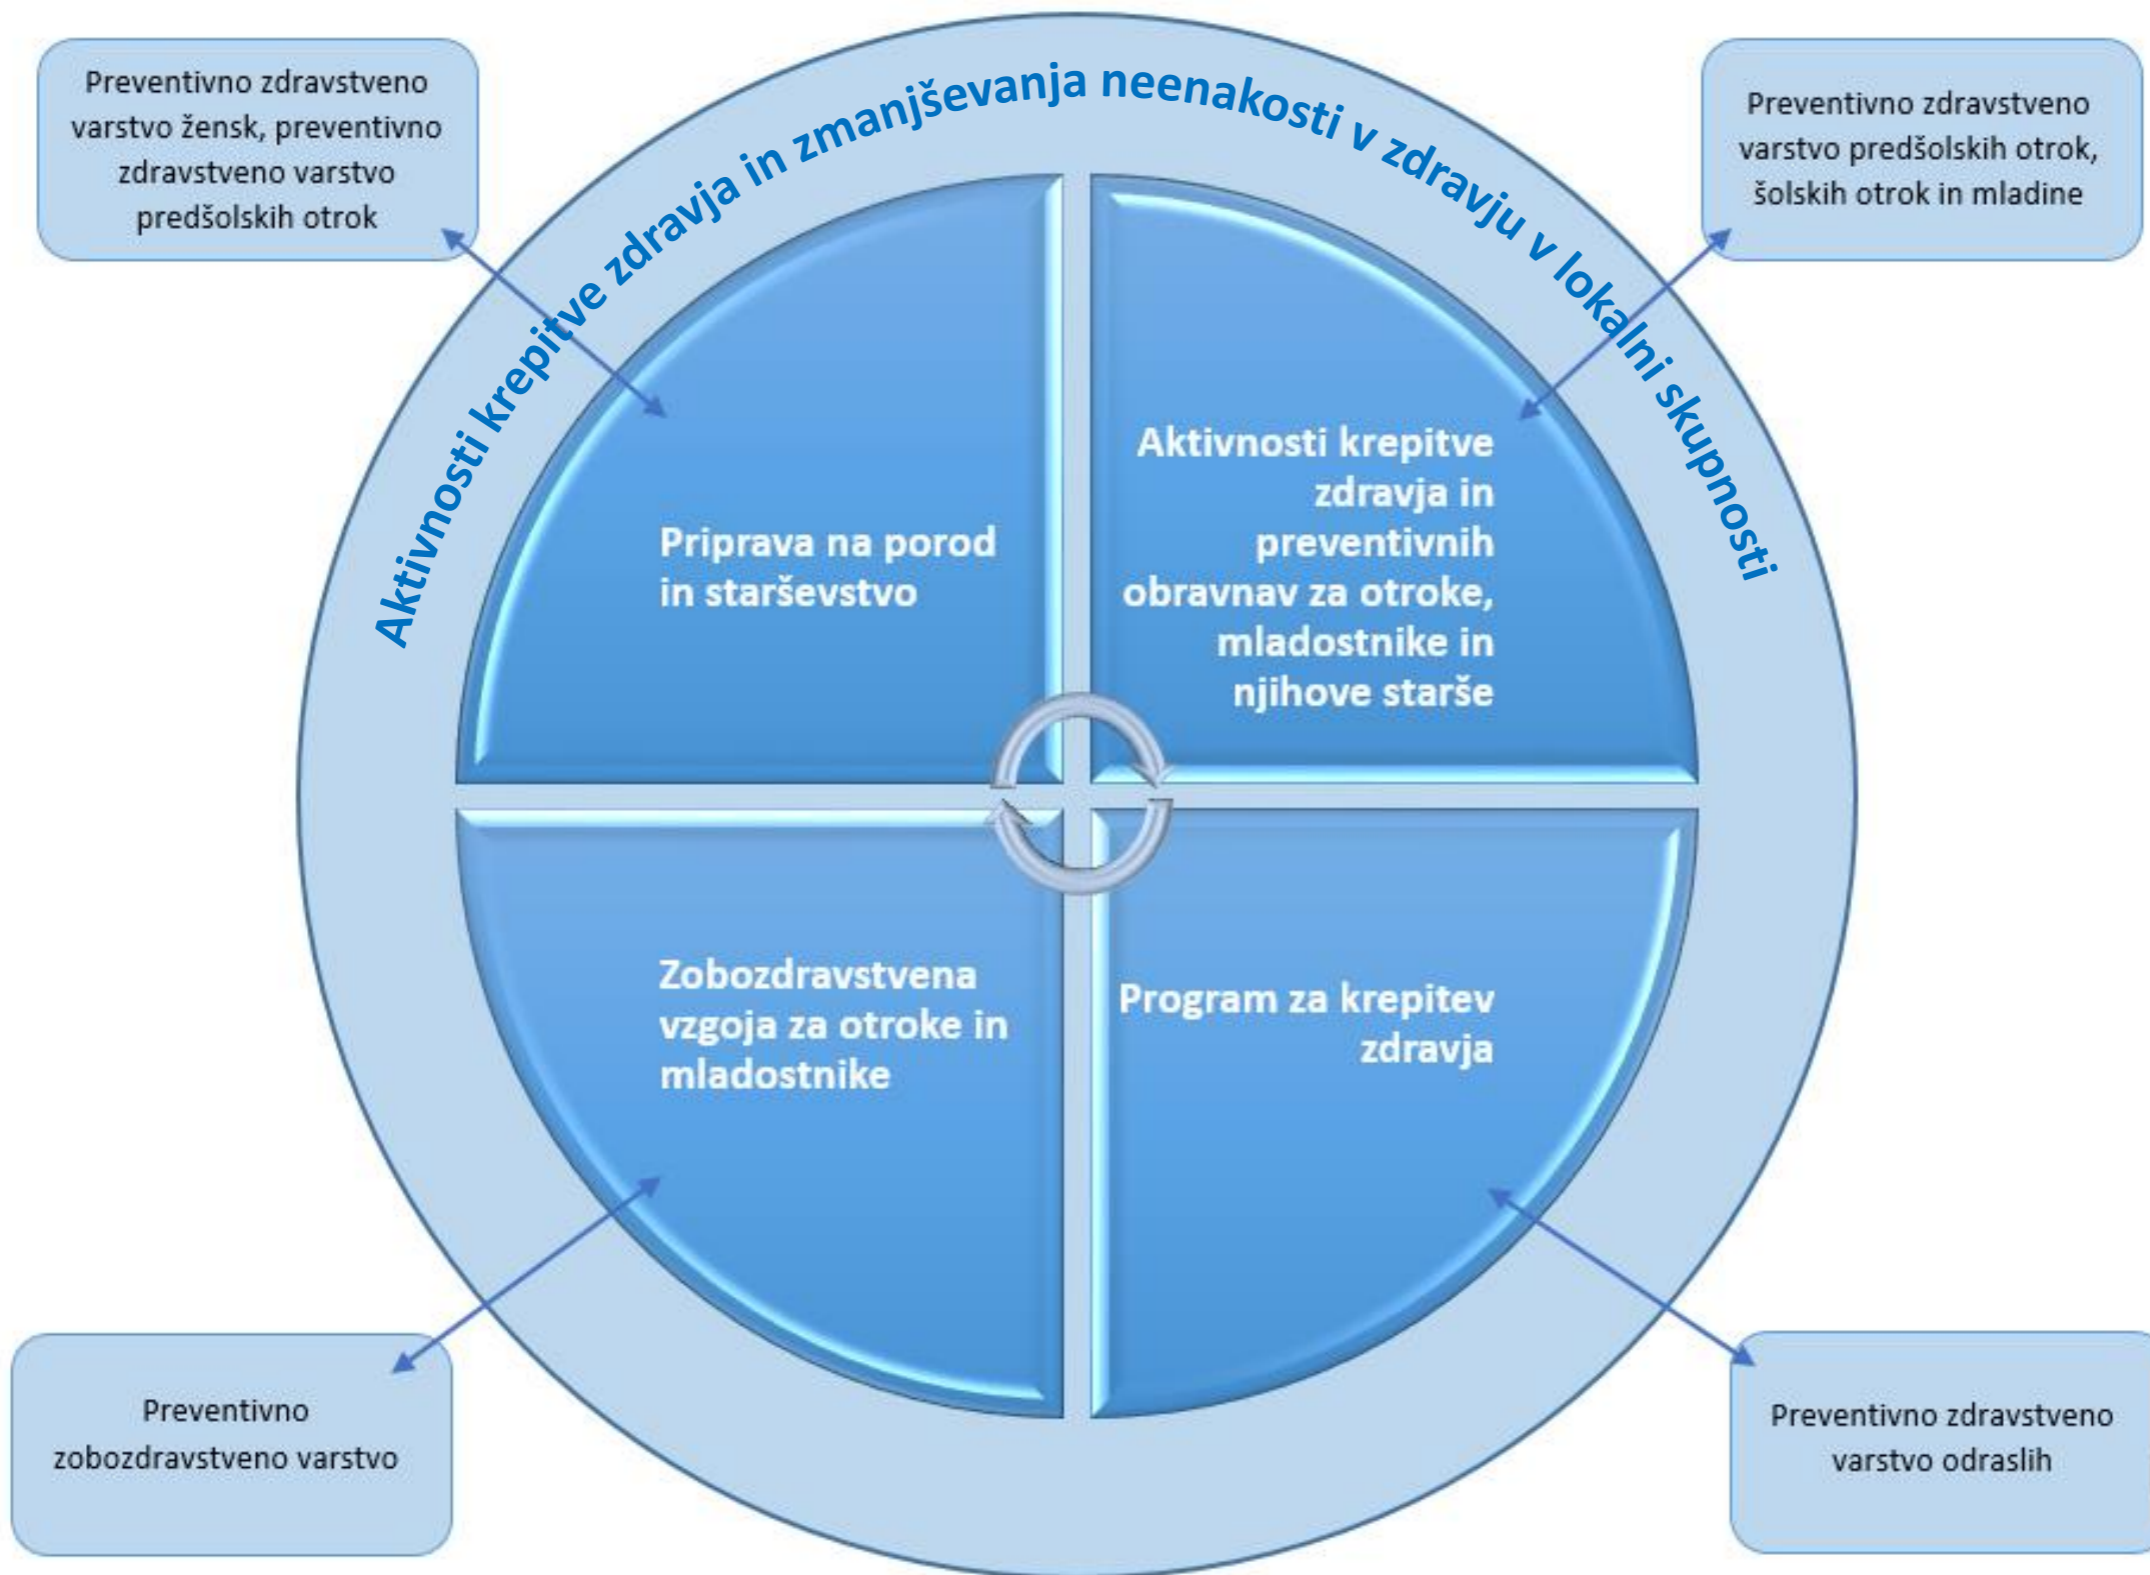 Aktivnosti krepitve zdravja in zmanjševanja neenakosti v zdravju v lokalni skupnosti
Preventivno zdravstveno
varstvo žensk, preventivno
zdravstveno varstvo
predšolskih otrok
Preventivno zdravstveno
varstvo predšolskih otrok,
šolskih otrok in mladine
Priprava na porod
in starševstvo
Aktivnosti krepitve
zdravja in
preventivnih
obravnav za otroke,
mladostnike in
njihove starše
Zobozdravstvena
vzgoja za otroke in
mladostnike
Program za krepitev
zdravja
Preventivno
zobozdravstveno varstvo
Preventivno zdravstveno
varstvo odraslih